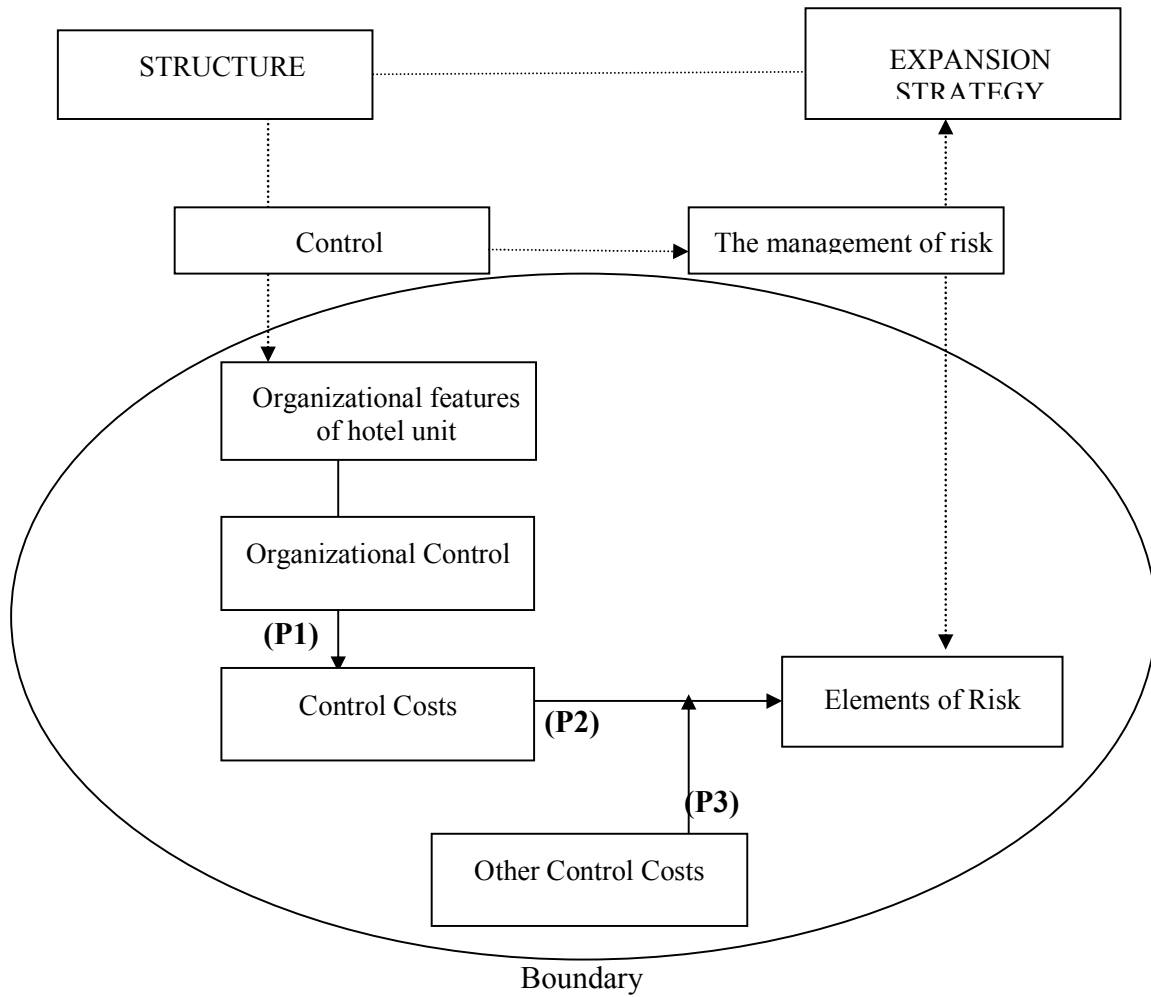 STRUCTURE
EXPANSION
STRATEGY
Control
The management of risk
Organizational features
of hotel unit
Organizational Control
(P1)
Control Costs
(P2)
Elements of Risk
(P3)
Other Control Costs
Boundary